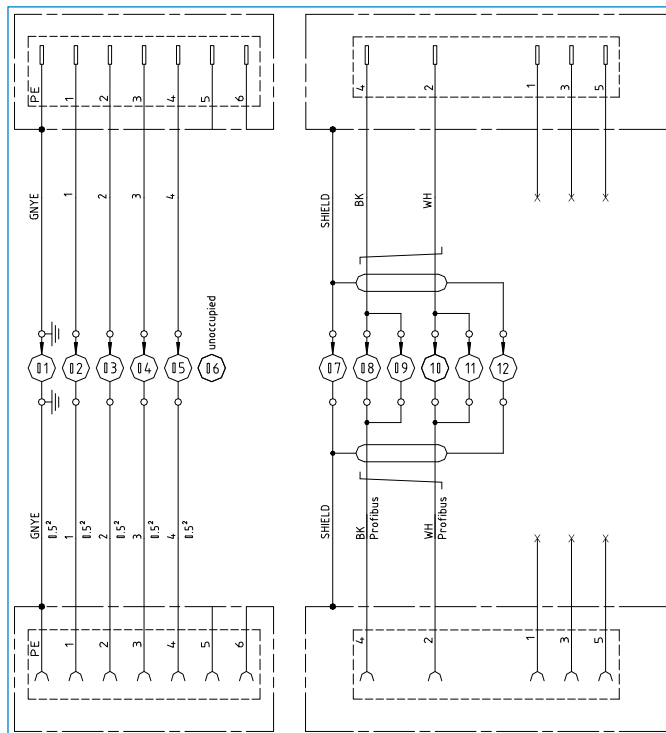 PE 1 2 3 4 5 6
4 2 1 3 5
GNYE 1 2 3 4
SHIELD BK WH
unoccupied
01 02 03 04 05 06
07 08 09 10 11 12
GNYE 1 2 3 4
0.5² 0.5² 0.5² 0.5² 0.5²
SHIELD BK WH
Profibus Profibus
PE 1 2 3 4 5 6
4 2 1 3 5